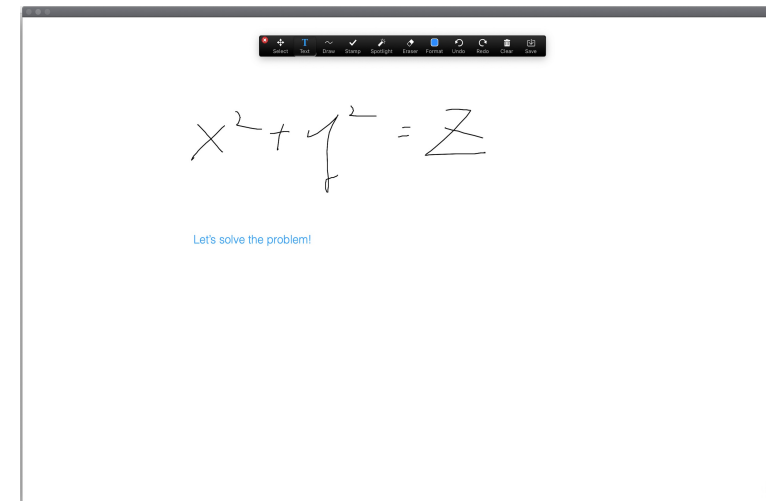 Select Text Draw Stamp Spotlight Eraser Format Undo Redo Clear Save
x² + y² = Z
Let's solve the problem!